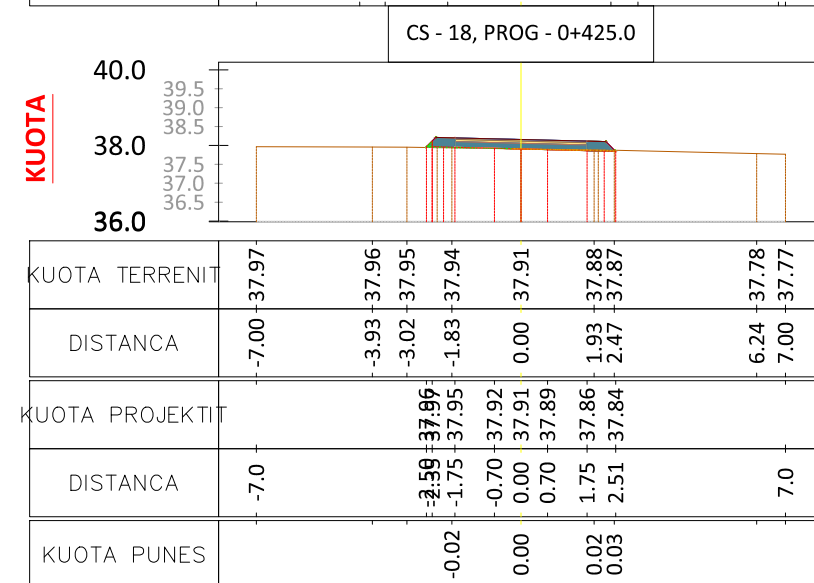 CS - 18, PROG - 0+425.0
KUOTA
40.0
39.5
39.0
38.5
38.0
37.5
37.0
36.5
36.0
KUOTA TERRENIT 37.97 37.96 37.95 37.94 37.91 37.88 37.87 37.78 37.77
DISTANCA -7.00 -3.93 -3.02 -1.83 0.00 1.93 2.47 6.24 7.00
KUOTA PROJEKTIT 37.95 37.92 37.91 37.89 37.86 37.84
DISTANCA -7.0 -2.50 -1.75 -0.70 0.00 0.70 1.75 2.51 7.0
KUOTA PUNES -0.02 0.00 0.02 0.03